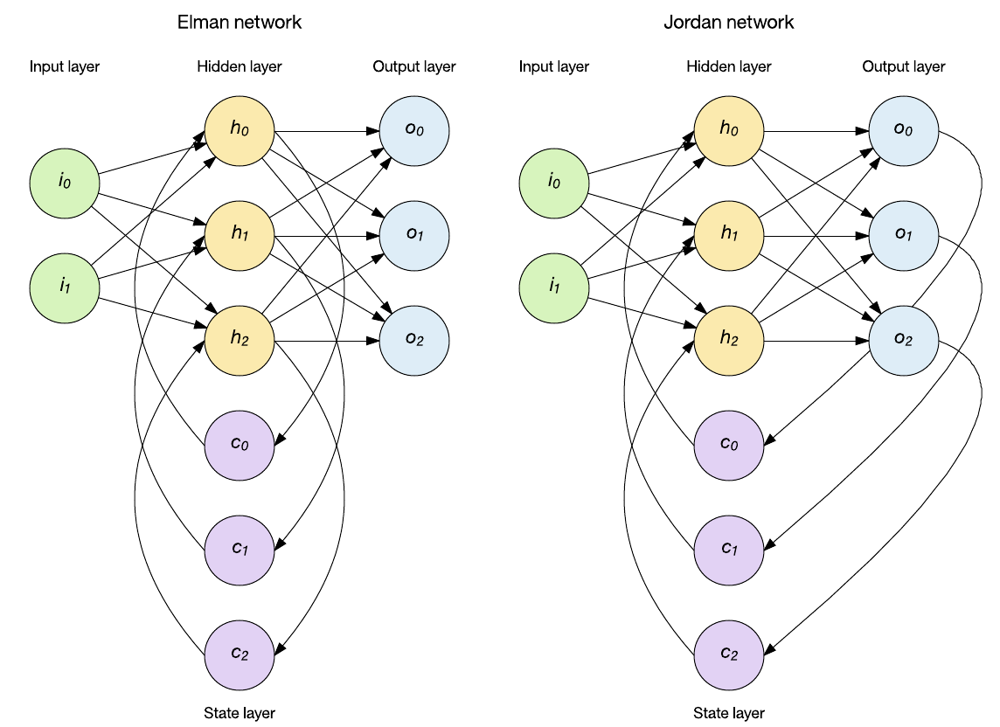 Elman network
Input layer
Hidden layer
Output layer
i0
i1
h0
h1
h2
o0
o1
o2
c0
c1
c2
State layer
Jordan network
Input layer
Hidden layer
Output layer
i0
i1
h0
h1
h2
o0
o1
o2
c0
c1
c2
State layer